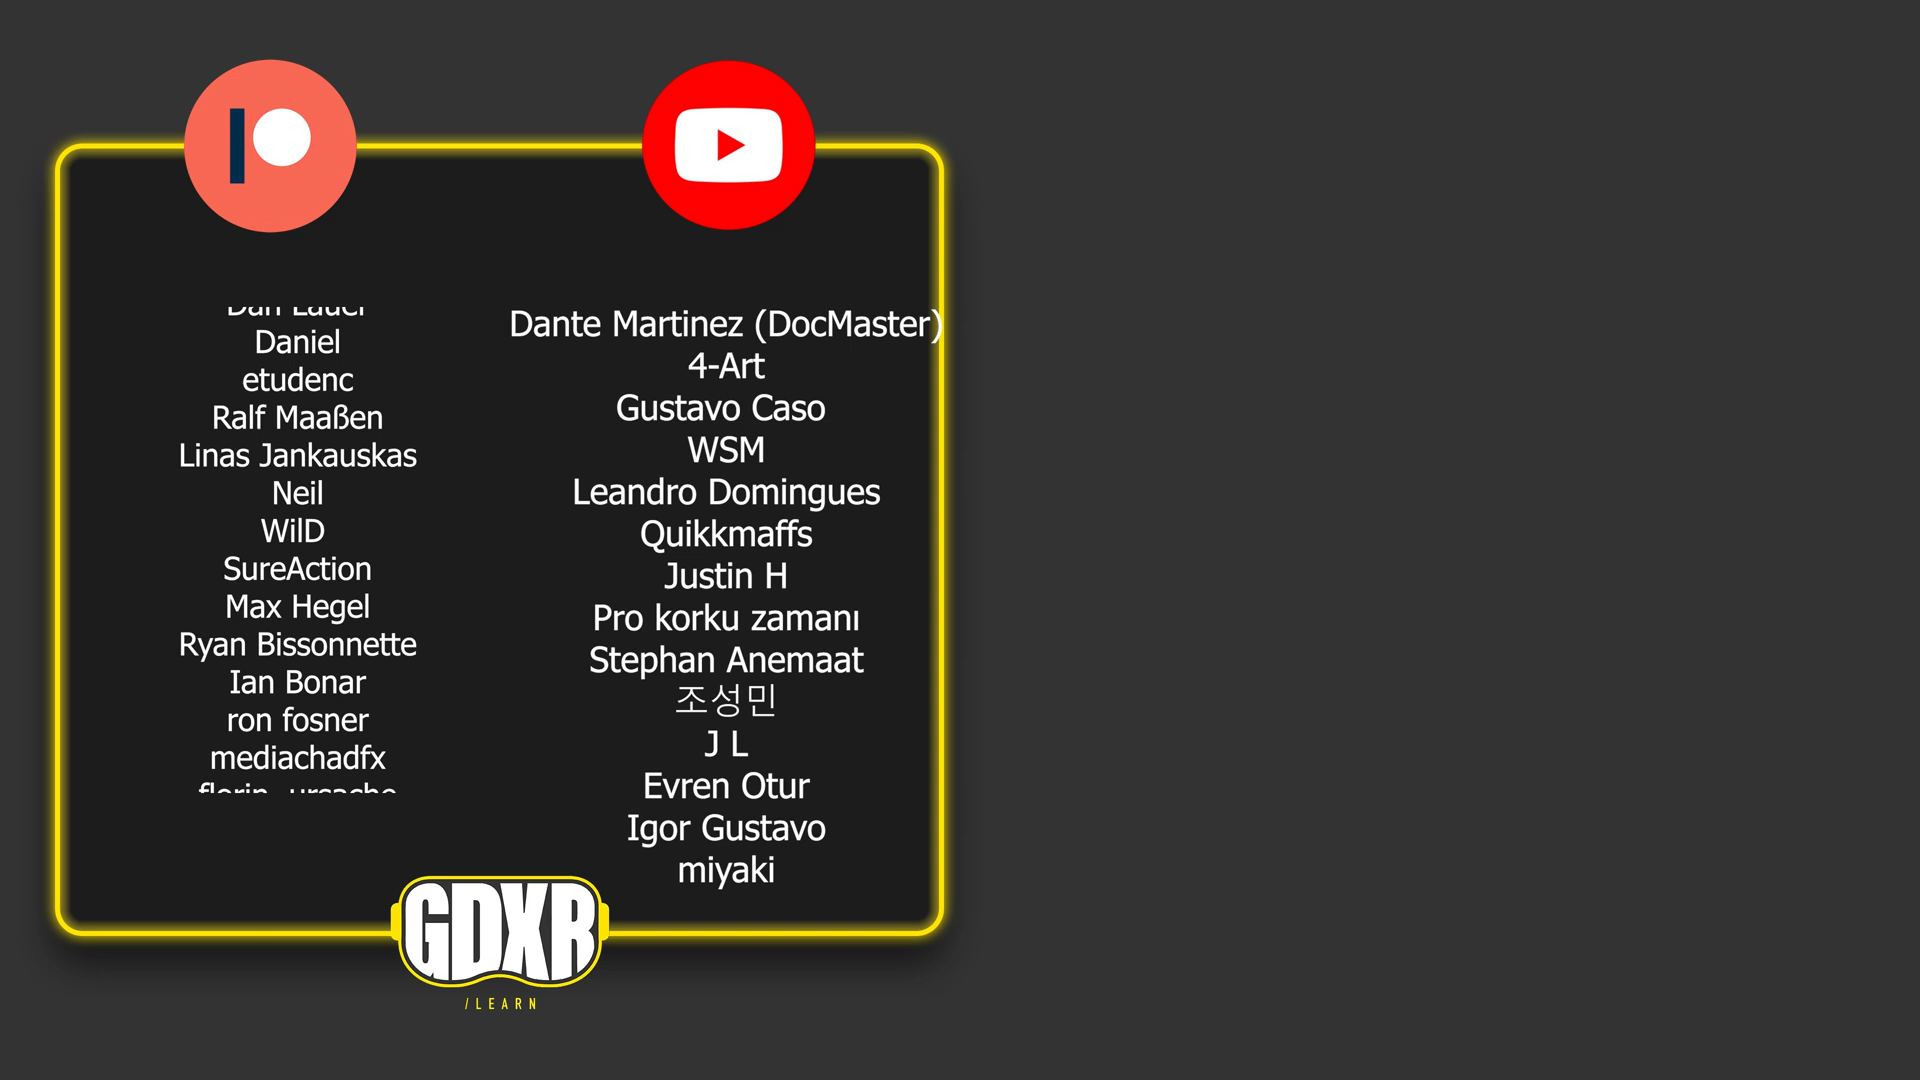 Daniel
etudenc
Ralf Maaßen
Linas Jankauskas
Neil
WilD
SureAction
Max Hegel
Ryan Bissonnette
Ian Bonar
ron fosner
mediachadfx
Dante Martinez (DocMaster)
4-Art
Gustavo Caso
WSM
Leandro Domingues
Quikkmaffs
Justin H
Pro korku zamanı
Stephan Anemaat
조성민
J L
Evren Otur
Igor Gustavo
miyaki
GDXR
/LEARN